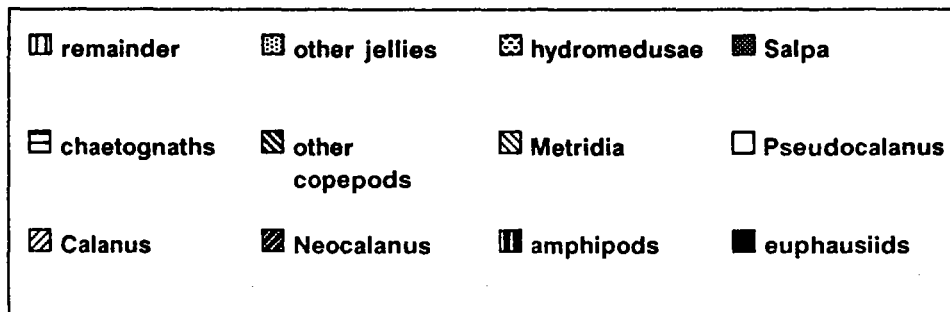 remainder other jellies hydromedusae Salpa
chaetognaths other copepods Metridia Pseudocalanus
Calanus Neocalanus amphipods euphausiids